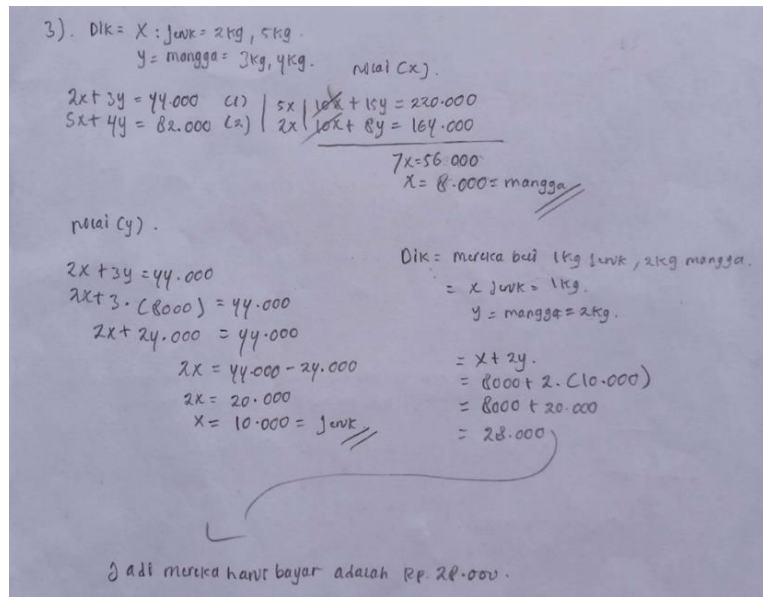 3). Dik = x : jeruk = 2kg, 5kg.
y = mangga = 3kg, 4kg.
nilai (x).
2x + 3y = 44.000 (1) | 5x | 10x + 15y = 220.000
5x + 4y = 82.000 (2) | 2x | 10x + 8y = 164.000
7x = 56.000
x = 8.000 = mangga
nilai (y).
2x + 3y = 44.000
2x + 3. (8000) = 44.000
2x + 24.000 = 44.000
2x = 44.000 - 24.000
2x = 20.000
x = 10.000 = jeruk
Dik = mereka beli 1kg jeruk, 2kg mangga.
= x jeruk = 1kg.
y = mangga = 2kg.
= x + 2y.
= 8000 + 2. (10.000)
= 8000 + 20.000
= 28.000
Jadi mereka harus bayar adalah Rp. 28.000.